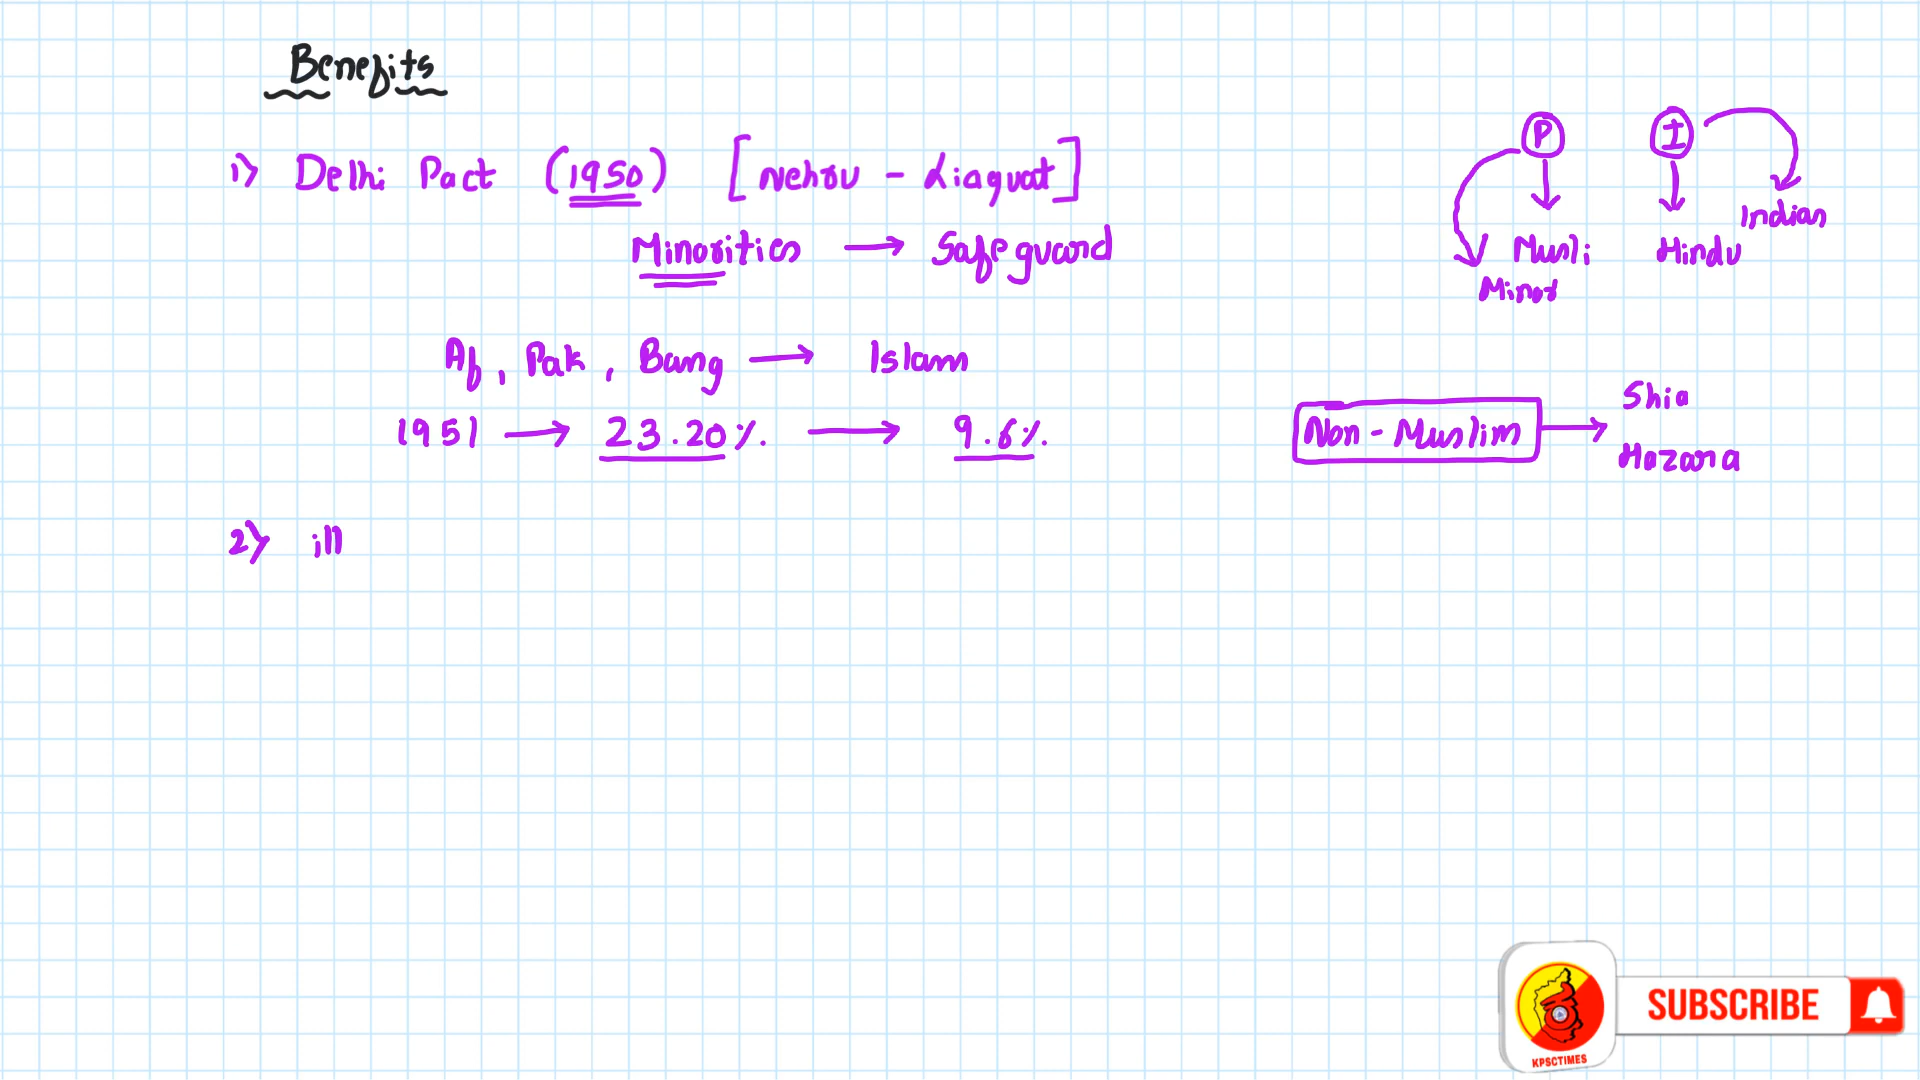 Benefits
1) Delhi Pact (1950) [Nehru - Liaquat]
Minorities → Safeguard
Af, Pak, Bang → Islam
1951 → 23.20% → 9.6%
2) ill
P I
Indian
Musli Hindu
Minor
Non-Muslim → Shia
Hazara
KPSCTIMES
SUBSCRIBE